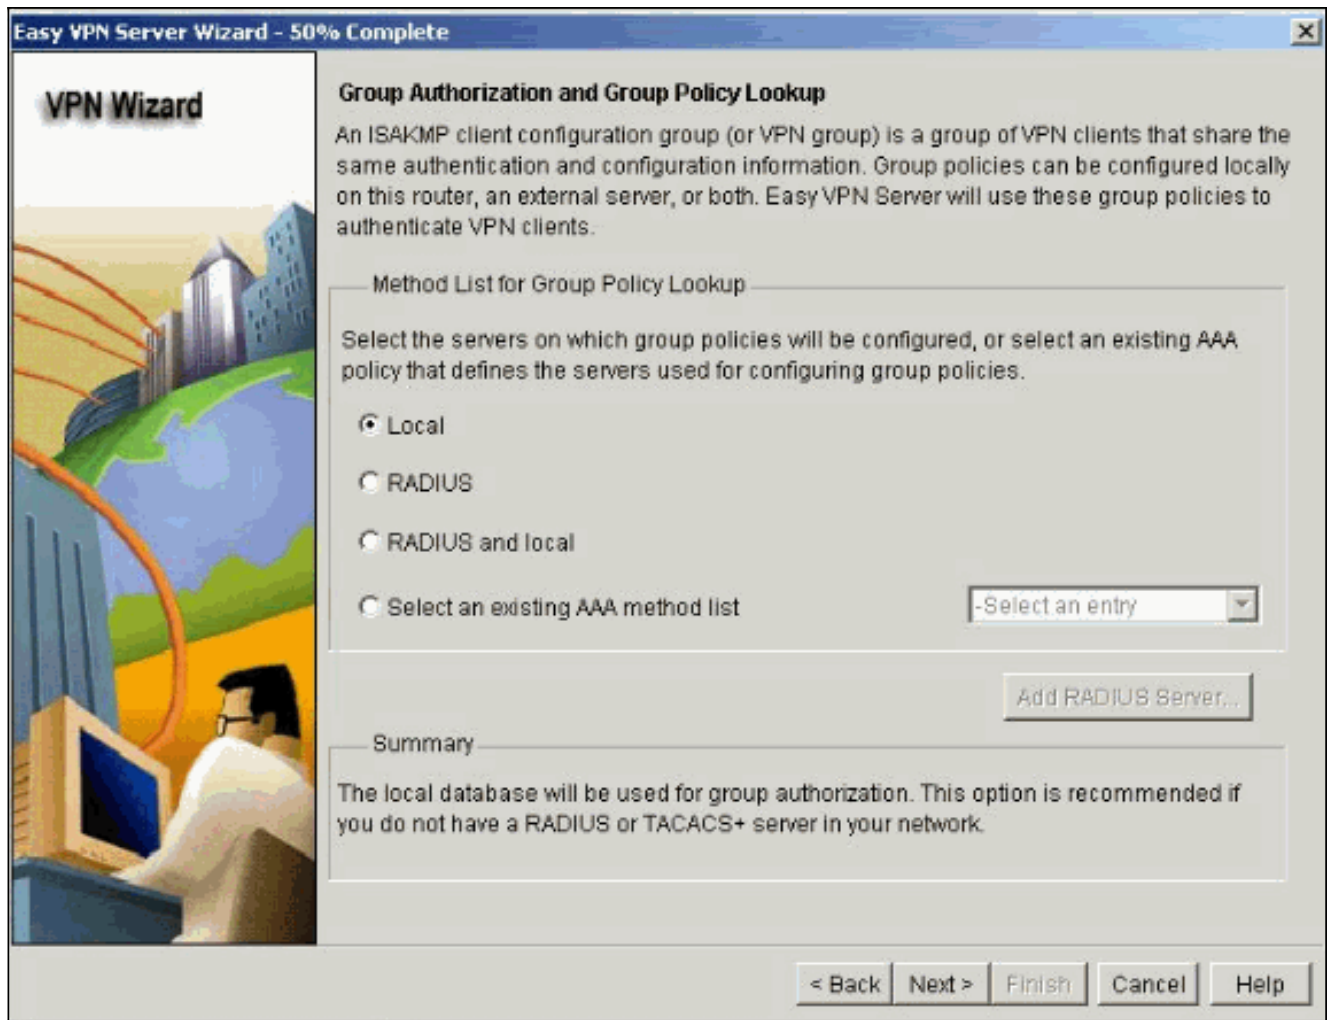 Easy VPN Server Wizard - 50% Complete
VPN Wizard
Group Authorization and Group Policy Lookup
An ISAKMP client configuration group (or VPN group) is a group of VPN clients that share the
same authentication and configuration information. Group policies can be configured locally
on this router, an external server, or both. Easy VPN Server will use these group policies to
authenticate VPN clients.
Method List for Group Policy Lookup
Select the servers on which group policies will be configured, or select an existing AAA
policy that defines the servers used for configuring group policies.
Local
RADIUS
RADIUS and local
Select an existing AAA method list
-Select an entry
Add RADIUS Server...
Summary
The local database will be used for group authorization. This option is recommended if
you do not have a RADIUS or TACACS+ server in your network.
< Back
Next >
Finish
Cancel
Help